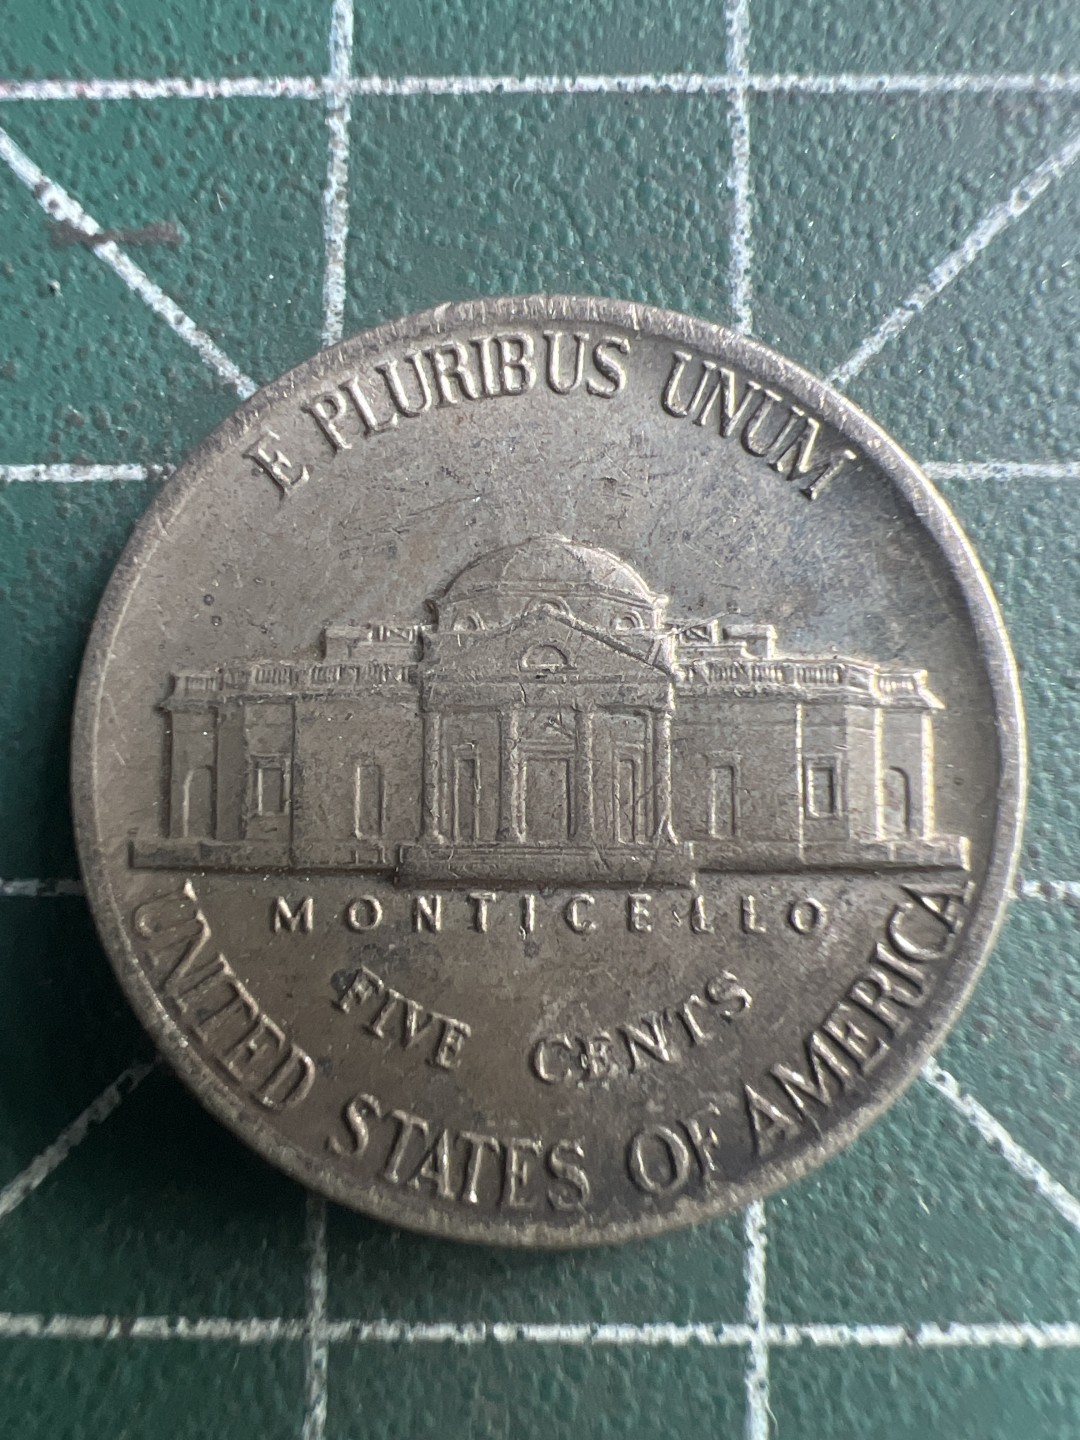 E PLURIBUS UNUM
MONTICELLO
FIVE CENTS
UNITED STATES OF AMERICA